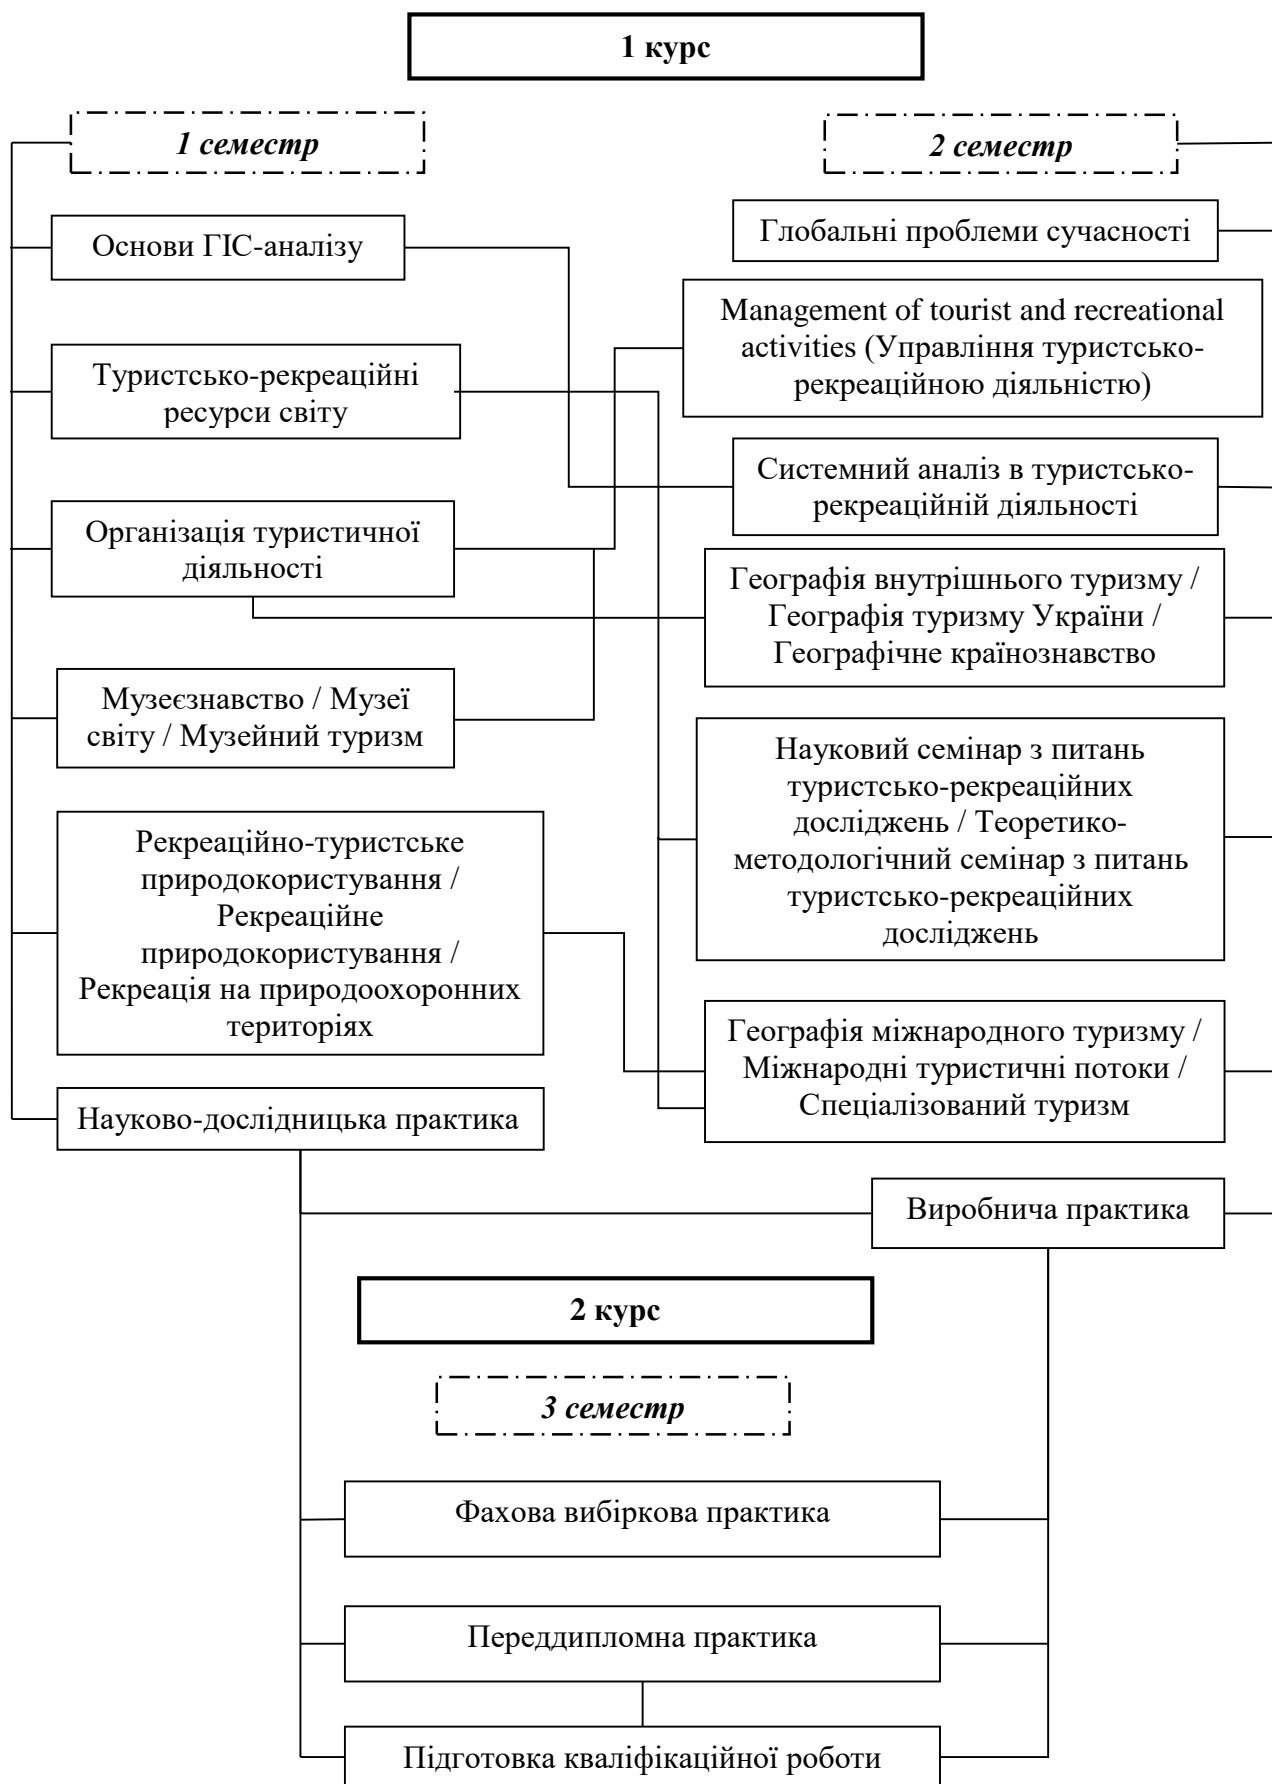 1 курс
1 семестр
2 семестр
Основи ГІС-аналізу
Туристсько-рекреаційні
ресурси світу
Організація туристичної
діяльності
Музеєзнавство / Музеї
світу / Музейний туризм
Рекреаційно-туристське
природокористування /
Рекреаційне
природокористування /
Рекреація на природоохоронних
територіях
Науково-дослідницька практика
Глобальні проблеми сучасності
Management of tourist and recreational
activities (Управління туристсько-
рекреаційною діяльністю)
Системний аналіз в туристсько-
рекреаційній діяльності
Географія внутрішнього туризму /
Географія туризму України /
Географічне країнознавство
Науковий семінар з питань
туристсько-рекреаційних
досліджень / Теоретико-
методологічний семінар з питань
туристсько-рекреаційних
досліджень
Географія міжнародного туризму /
Міжнародні туристичні потоки /
Спеціалізований туризм
Виробнича практика
2 курс
3 семестр
Фахова вибіркова практика
Переддипломна практика
Підготовка кваліфікаційної роботи